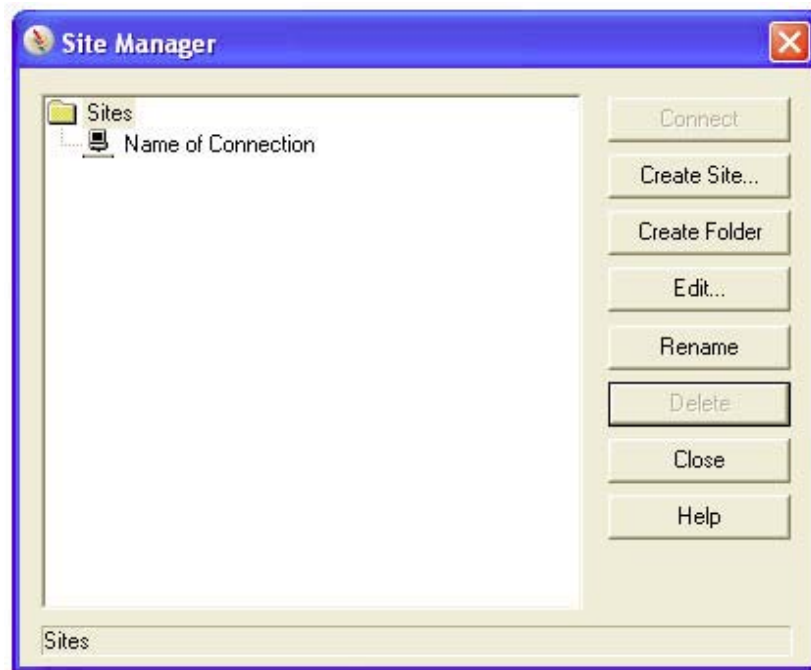 Site Manager
Sites
Name of Connection
Connect
Create Site...
Create Folder
Edit...
Rename
Delete
Close
Help
Sites